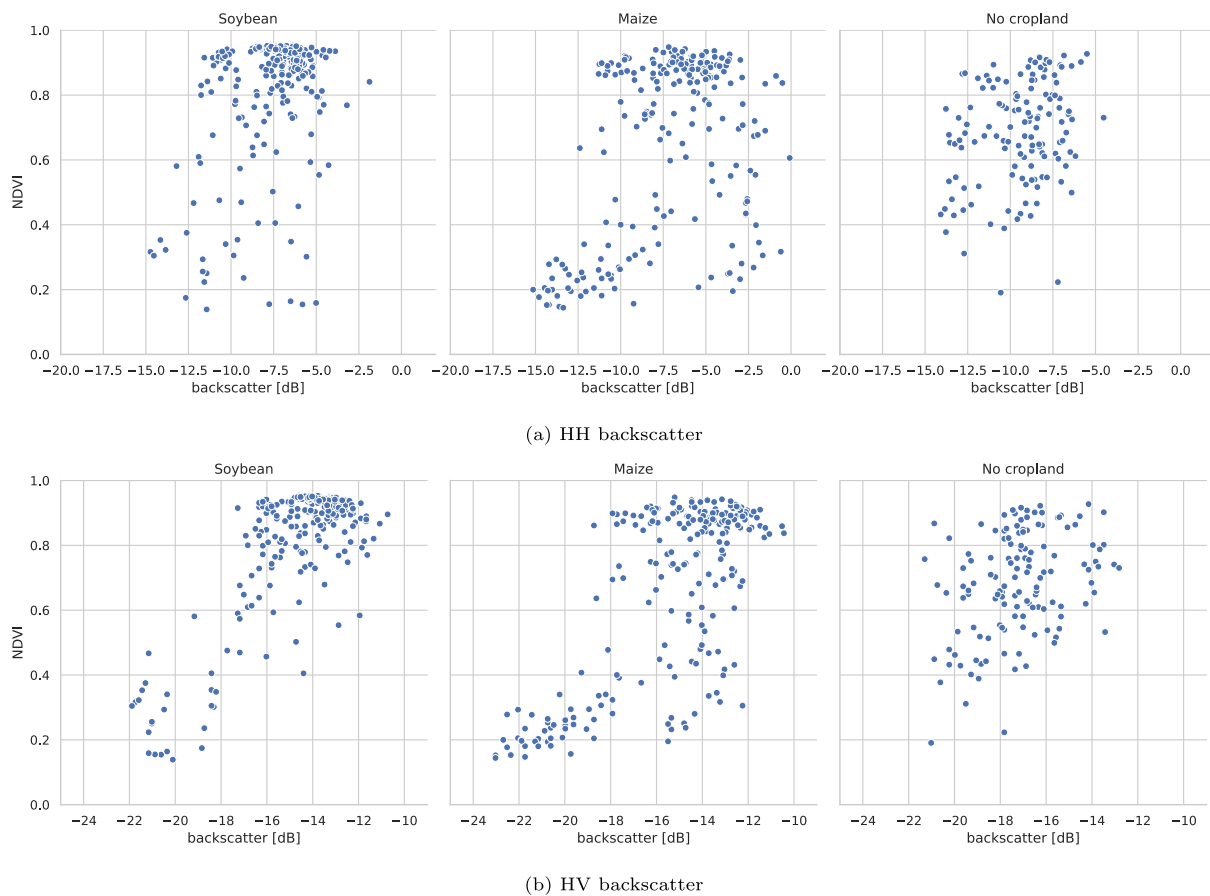 Soybean Maize No cropland
1.0
0.8
0.6
NDVI
0.4
0.2
0.0
−20.0 −17.5 −15.0 −12.5 −10.0 −7.5 −5.0 −2.5 0.0 −20.0 −17.5 −15.0 −12.5 −10.0 −7.5 −5.0 −2.5 0.0 −20.0 −17.5 −15.0 −12.5 −10.0 −7.5 −5.0 −2.5 0.0
backscatter [dB] backscatter [dB] backscatter [dB]
(a) HH backscatter
Soybean Maize No cropland
1.0
0.8
0.6
NDVI
0.4
0.2
0.0
−24 −22 −20 −18 −16 −14 −12 −10 −24 −22 −20 −18 −16 −14 −12 −10 −24 −22 −20 −18 −16 −14 −12 −10
backscatter [dB] backscatter [dB] backscatter [dB]
(b) HV backscatter